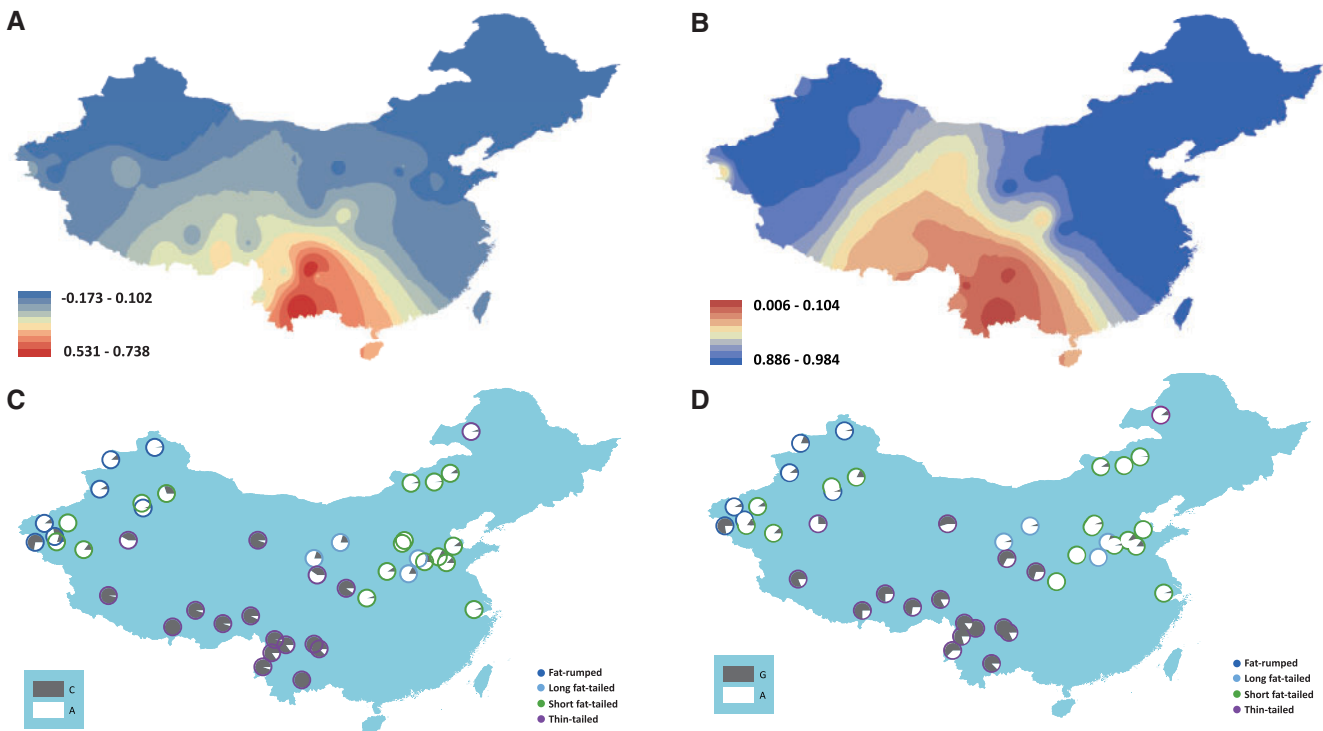 A
-0.173 - 0.102
0.531 - 0.738
B
0.006 - 0.104
0.886 - 0.984
C
C
A
Fat-rumped
Long fat-tailed
Short fat-tailed
Thin-tailed
D
G
A
Fat-rumped
Long fat-tailed
Short fat-tailed
Thin-tailed